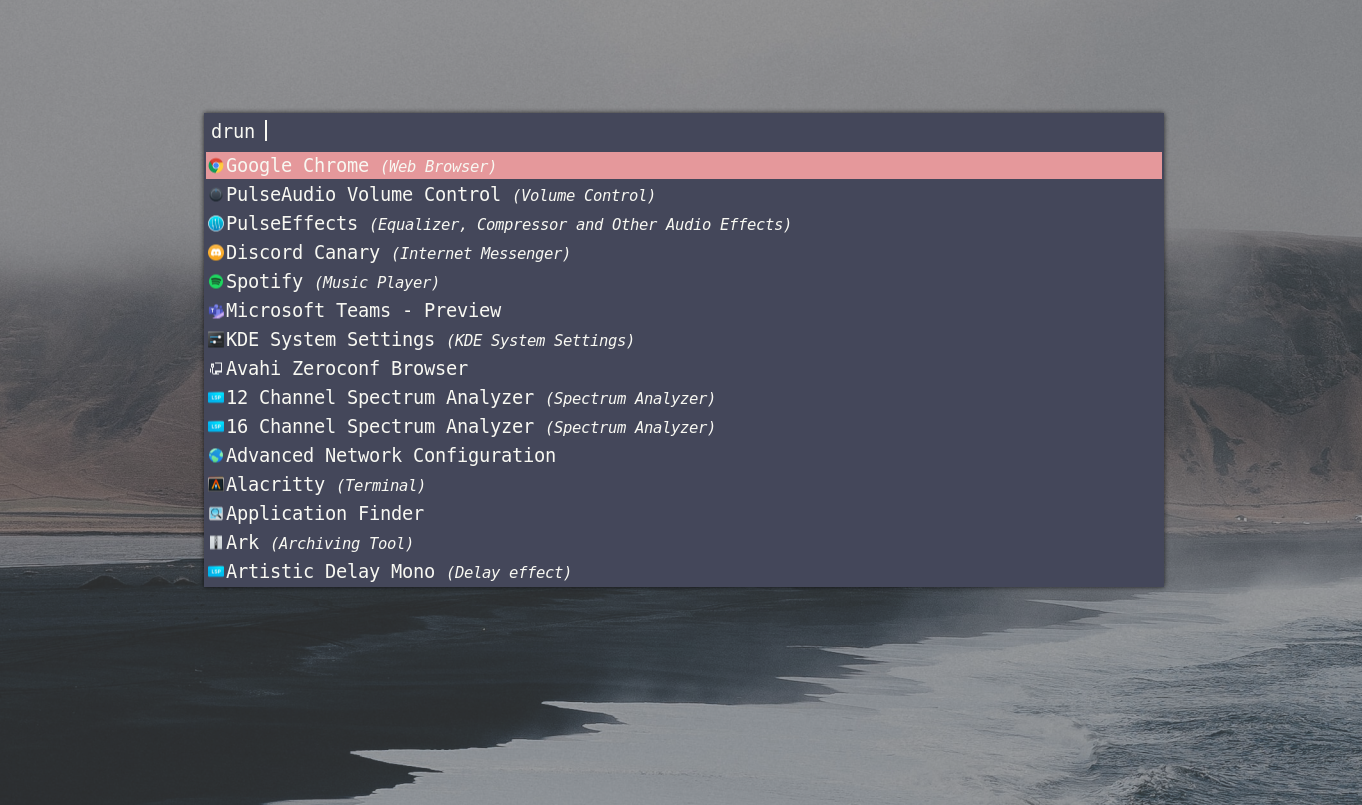 drun
Google Chrome (Web Browser)
PulseAudio Volume Control (Volume Control)
PulseEffects (Equalizer, Compressor and Other Audio Effects)
Discord Canary (Internet Messenger)
Spotify (Music Player)
Microsoft Teams - Preview
KDE System Settings (KDE System Settings)
Avahi Zeroconf Browser
LSP 12 Channel Spectrum Analyzer (Spectrum Analyzer)
LSP 16 Channel Spectrum Analyzer (Spectrum Analyzer)
Advanced Network Configuration
Alacritty (Terminal)
Application Finder
Ark (Archiving Tool)
LSP Artistic Delay Mono (Delay effect)